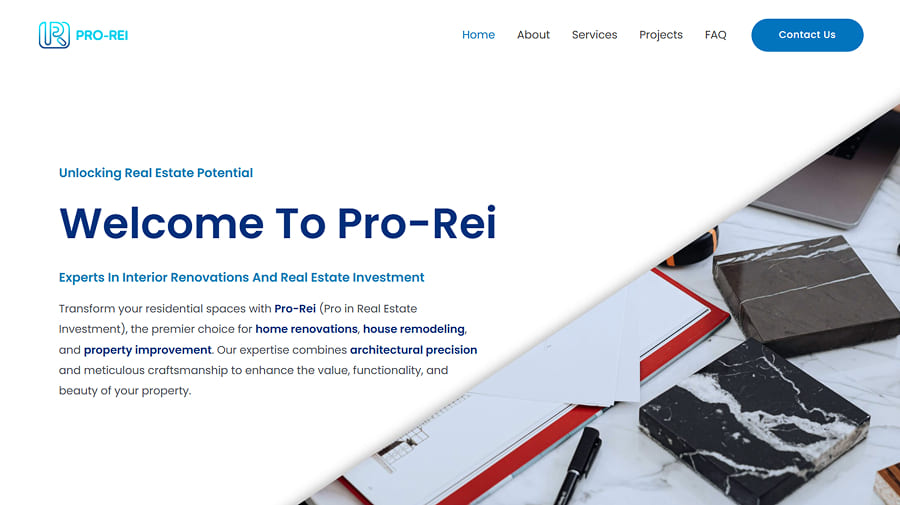 PRO-REI
Home About Services Projects FAQ Contact Us
Unlocking Real Estate Potential
Welcome To Pro-Rei
Experts In Interior Renovations And Real Estate Investment
Transform your residential spaces with Pro-Rei (Pro in Real Estate
Investment), the premier choice for home renovations, house remodeling,
and property improvement. Our expertise combines architectural precision
and meticulous craftsmanship to enhance the value, functionality, and
beauty of your property.